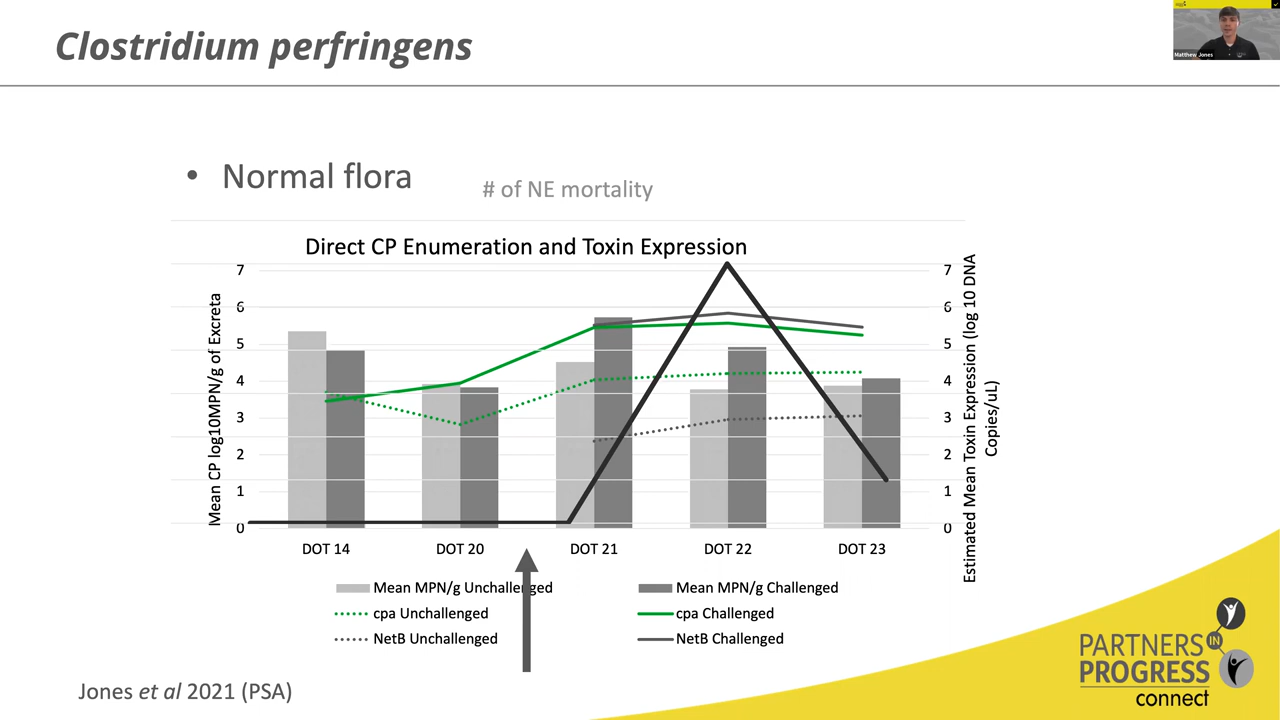 Clostridium perfringens
Matthew Jones
• Normal flora
# of NE mortality
Direct CP Enumeration and Toxin Expression
Mean CP log10MPN/g of Excreta
7
6
5
4
3
2
1
0
7
6
5
4
3
2
1
0
Estimated Mean Toxin Expression (log 10 DNA
Copies/uL)
DOT 14 DOT 20 DOT 21 DOT 22 DOT 23
Mean MPN/g Unchallenged Mean MPN/g Challenged
cpa Unchallenged cpa Challenged
NetB Unchallenged NetB Challenged
Jones et al 2021 (PSA)
PARTNERS
IN
PROGRESS
connect